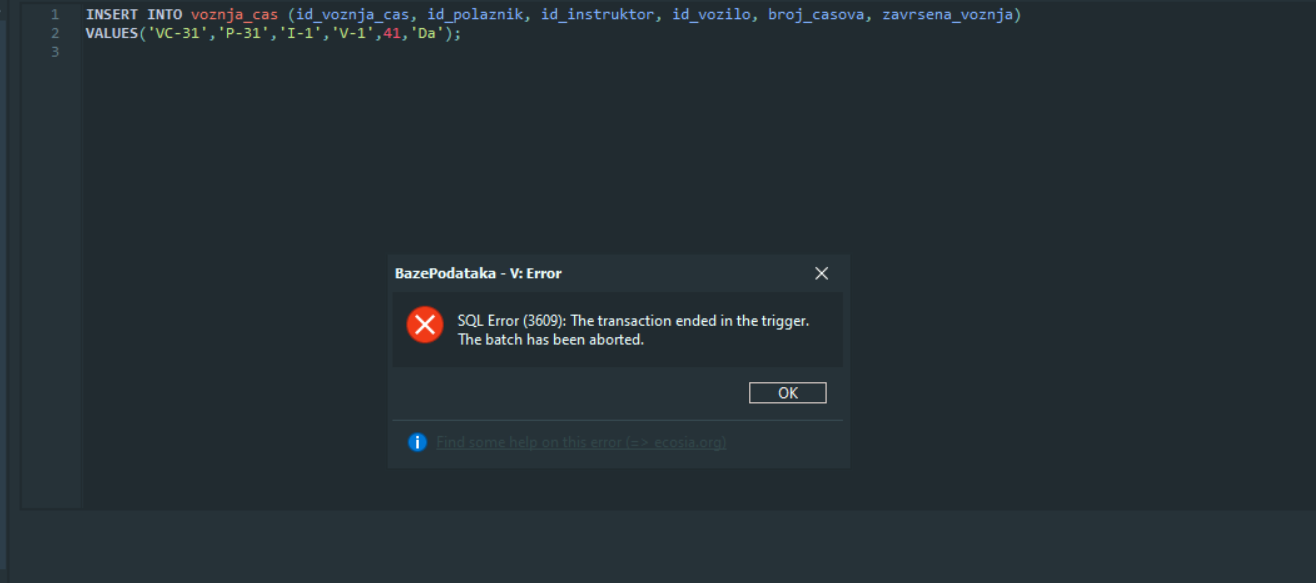 1 INSERT INTO voznja_cas (id_voznja_cas, id_polaznik, id_instruktor, id_vozilo, broj_casova, zavrsena_voznja)
2 VALUES('VC-31','P-31','I-1','V-1',41,'Da');
3
BazePodataka - V: Error
SQL Error (3609): The transaction ended in the trigger.
The batch has been aborted.
OK
Find some help on this error (=> ecosia.org)